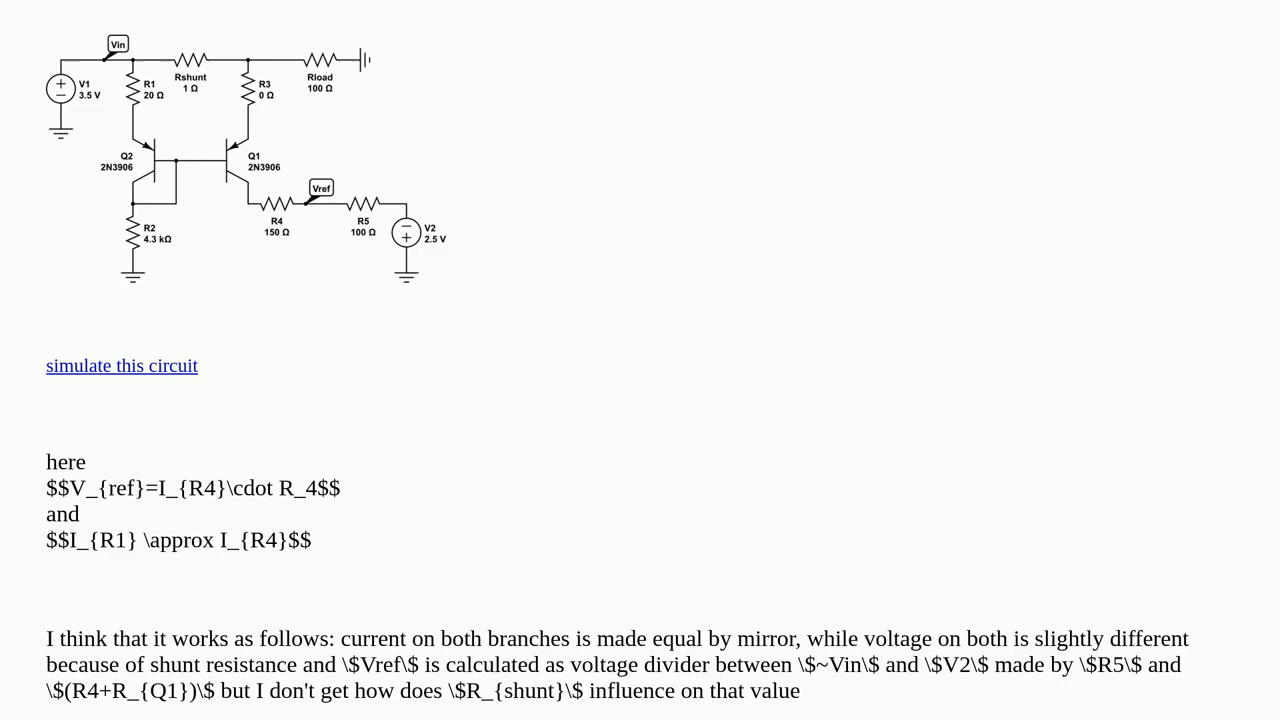 Vin
V1
3.5 V
R1
20 Ω
Rshunt
1 Ω
R3
0 Ω
Rload
100 Ω
Q2
2N3906
Q1
2N3906
Vref
R2
4.3 kΩ
R4
150 Ω
R5
100 Ω
V2
2.5 V
simulate this circuit
here
$$V_{ref}=I_{R4}\cdot R_4$$
and
$$I_{R1} \approx I_{R4}$$
I think that it works as follows: current on both branches is made equal by mirror, while voltage on both is slightly different
because of shunt resistance and \$Vref\$ is calculated as voltage divider between \$~Vin\$ and \$V2\$ made by \$R5\$ and
\$(R4+R_{Q1})\$ but I don't get how does \$R_{shunt}\$ influence on that value